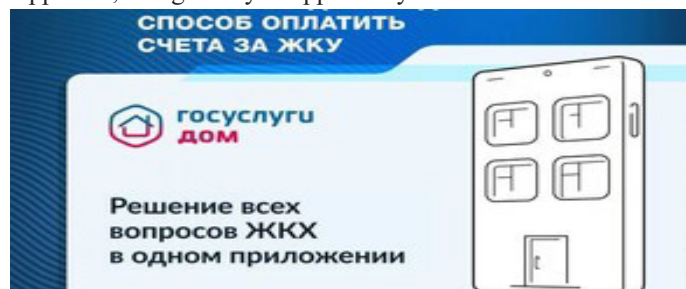 СПОСОБ ОПЛАТИТЬ
СЧЕТА ЗА ЖКУ
госуслуги
дом
Решение всех
вопросов ЖКХ
в одном приложении